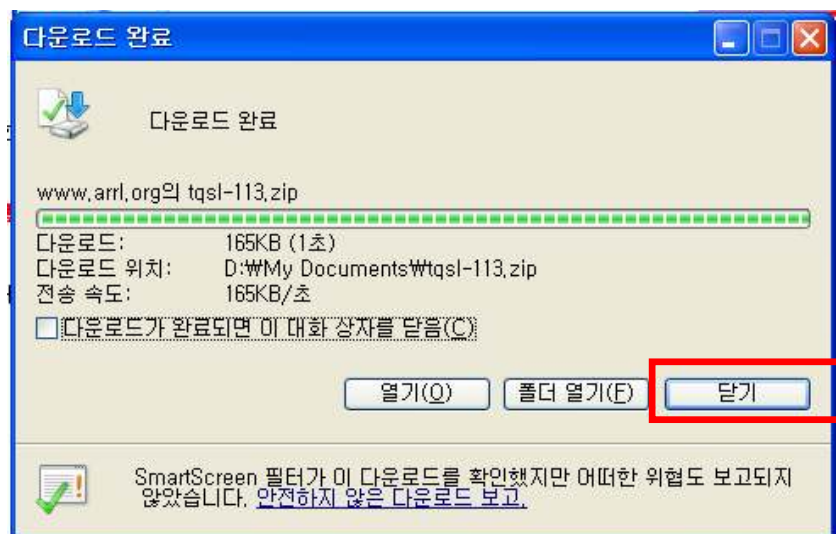 다운로드 완료
다운로드 완료
www.arrl.org의 tqsl-113.zip
다운로드: 165KB (1초)
다운로드 위치: D:₩My Documents₩tqsl-113.zip
전송 속도: 165KB/초
다운로드가 완료되면 이 대화 상자를 닫음(C)
열기(O) 폴더 열기(F) 닫기
SmartScreen 필터가 이 다운로드를 확인했지만 어떠한 위협도 보고되지
않았습니다. 안전하지 않은 다운로드 보고.